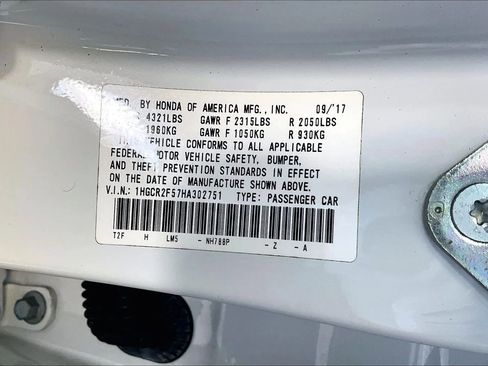 MFD. BY HONDA OF AMERICA MFG., INC. 09/'17
4321LBS GAWR F 2315LBS R 2050LBS
1960KG GAWR F 1050KG R 930KG
THIS VEHICLE CONFORMS TO ALL APPLICABLE
FEDERAL MOTOR VEHICLE SAFETY, BUMPER,
AND THEFT PREVENTION STANDARDS IN EFFECT
ON THE DATE OF MANUFACTURE SHOWN ABOVE.
V.I.N.: 1HGCR2F57HA302751 TYPE: PASSENGER CAR
T2F H LM5 - NH788P - Z - A